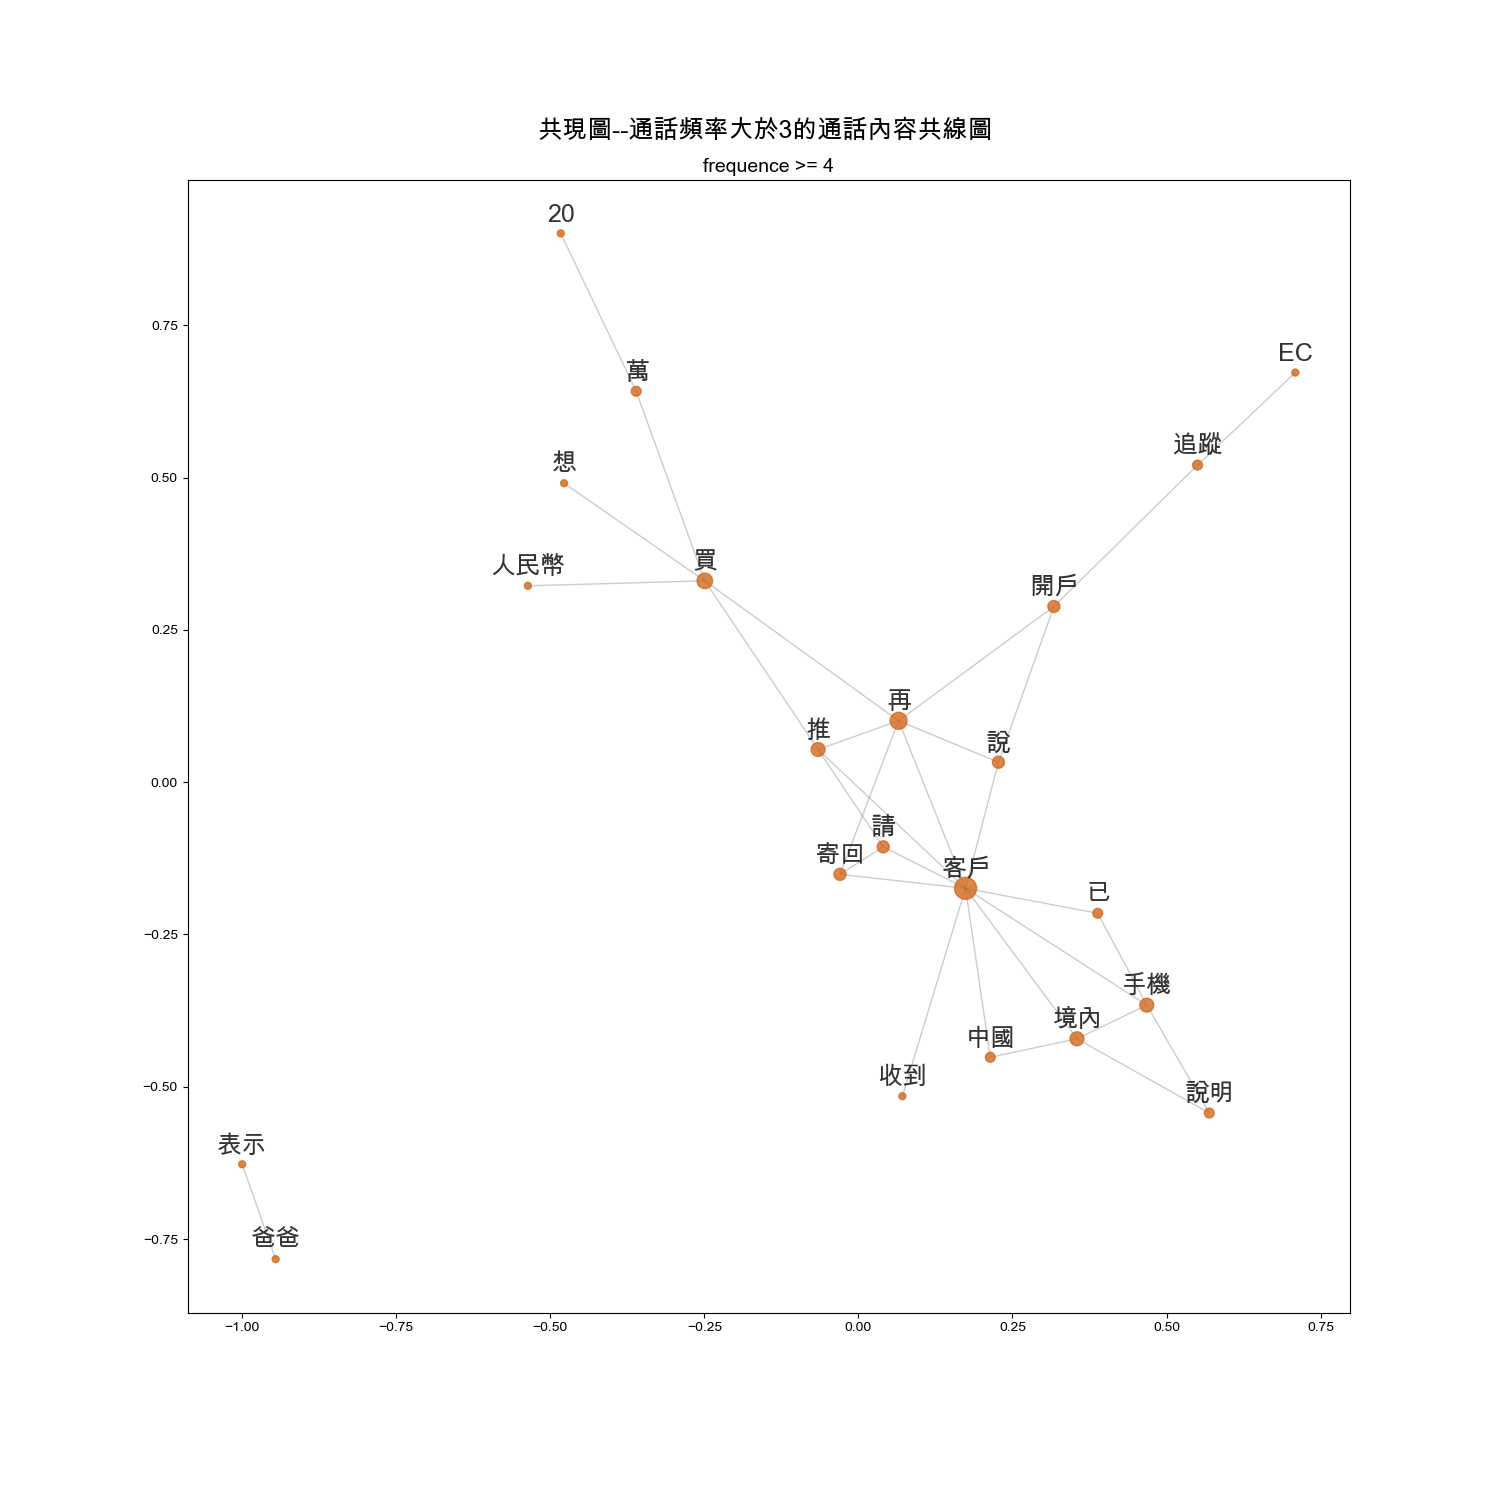 共現圖--通話頻率大於3的通話內容共線圖
frequence >= 4
20
EC
萬
追蹤
想
買
人民幣
開戶
再
推
說
請
寄回
客戶
已
手機
境內
中國
收到
說明
表示
爸爸
0.75
0.50
0.25
0.00
−0.25
−0.50
−0.75
−1.00
−0.75
−0.50
−0.25
0.00
0.25
0.50
0.75